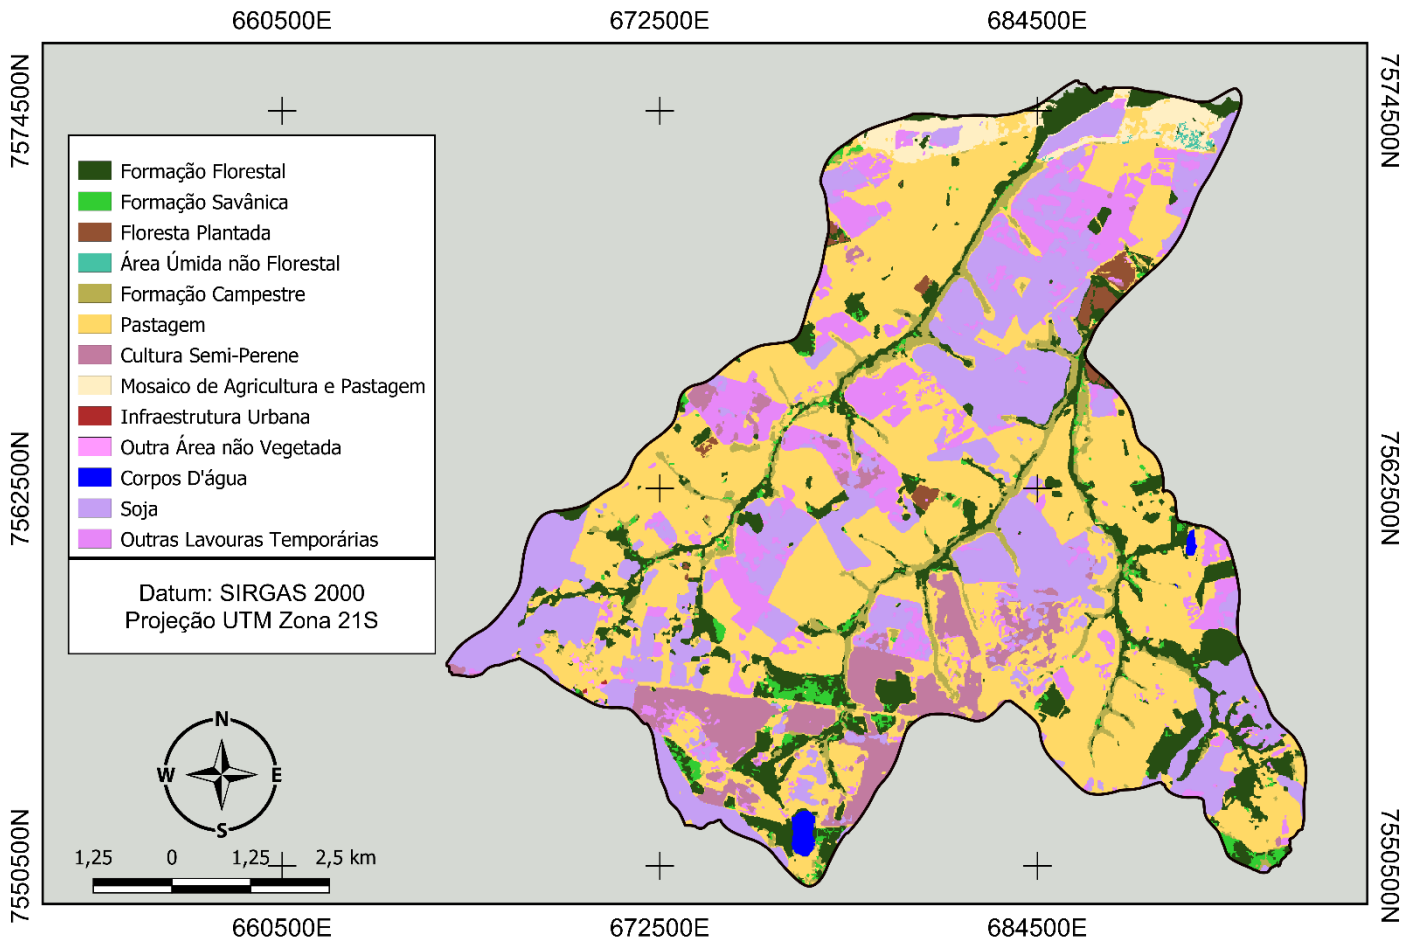 660500E 672500E 684500E
7574500N 7574500N
Formação Florestal
Formação Savânica
Floresta Plantada
Área Úmida não Florestal
Formação Campestre
Pastagem
Cultura Semi-Perene
Mosaico de Agricultura e Pastagem
Infraestrutura Urbana
Outra Área não Vegetada
Corpos D'água
Soja
Outras Lavouras Temporárias
7562500N 7562500N
Datum: SIRGAS 2000
Projeção UTM Zona 21S
N
W E
S
1,25 0 1,25 2,5 km
7550500N 7550500N
660500E 672500E 684500E